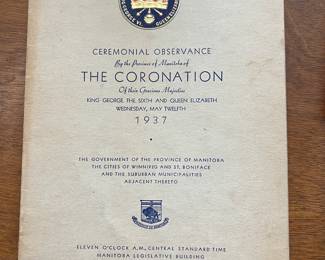 CEREMONIAL OBSERVANCE
By the Province of Manitoba of
THE CORONATION
Of their Gracious Majesties
KING GEORGE THE SIXTH AND QUEEN ELIZABETH
WEDNESDAY, MAY TWELFTH
1937
THE GOVERNMENT OF THE PROVINCE OF MANITOBA
THE CITIES OF WINNIPEG AND ST. BONIFACE
AND THE SUBURBAN MUNICIPALITIES
ADJACENT THERETO
ELEVEN O'CLOCK A.M., CENTRAL STANDARD TIME
MANITOBA LEGISLATIVE BUILDING